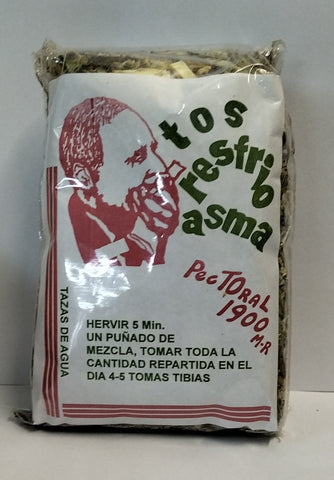 tos
resfrio
asma
PecTORAL
1900
M-R
TAZAS DE AGUA
HERVIR 5 Min.
UN PUÑADO DE
MEZCLA, TOMAR TODA LA
CANTIDAD REPARTIDA EN EL
DIA 4-5 TOMAS TIBIAS